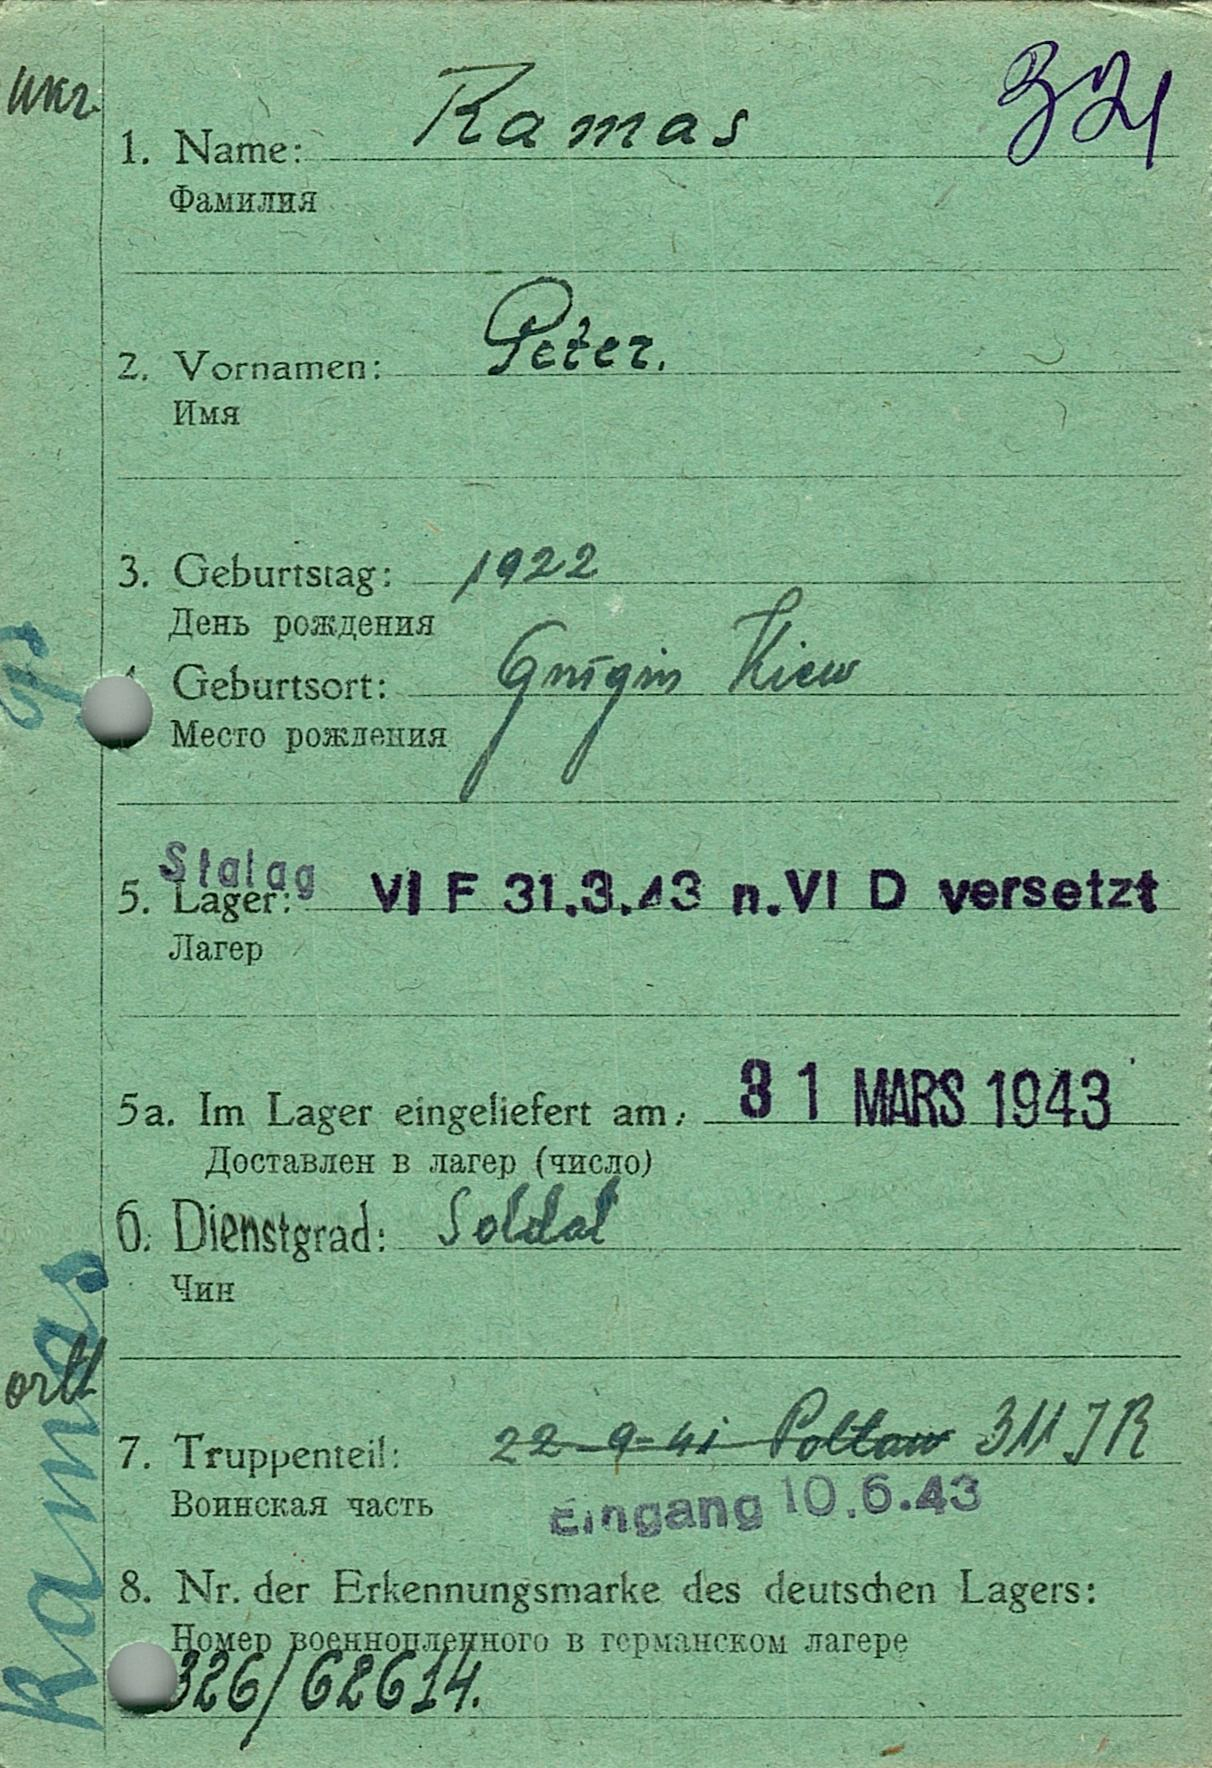 ukr.
321
1. Name: Ramas
Фамилия
2. Vornamen: Peter.
Имя
3. Geburtstag: 1922
День рождения
Geburtsort: Kiew
Место рождения
Stalag
5. Lager: VI F 31.3.43 n. VI D versetzt
Лагер
5a. Im Lager eingeliefert am: 31 MARS 1943
Доставлен в лагер (число)
6. Dienstgrad: Soldat
Чин
7. Truppenteil: 22-9-41 Poltaw 311 JR
Воинская часть
Eingang 10.6.43
8. Nr. der Erkennungsmarke des deutschen Lagers:
Номер военнопленного в германском лагере
326/62614.
Ramas